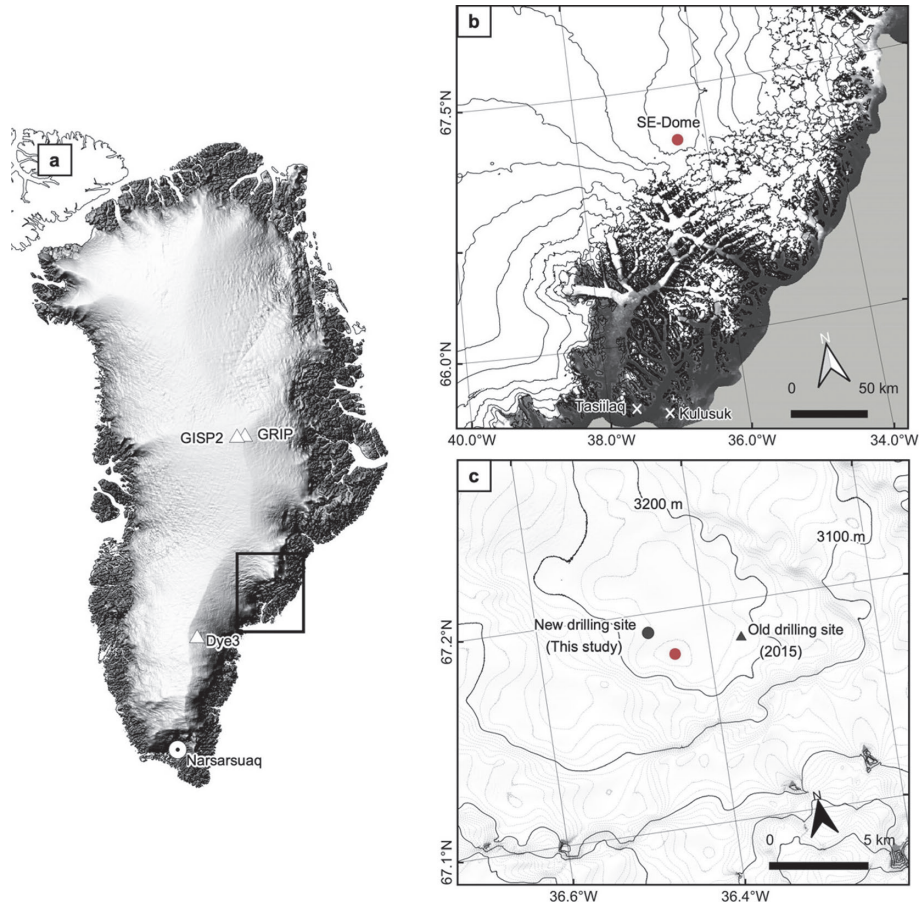 a
GISP2
GRIP
Dye3
Narsarsuaq
b
67.5°N
SE-Dome
66.0°N
N
0 50 km
Tasiilaq
Kulusuk
40.0°W 38.0°W 36.0°W 34.0°W
c
3200 m
3100 m
67.2°N
New drilling site
(This study)
Old drilling site
(2015)
N
0 5 km
67.1°N
36.6°W 36.4°W